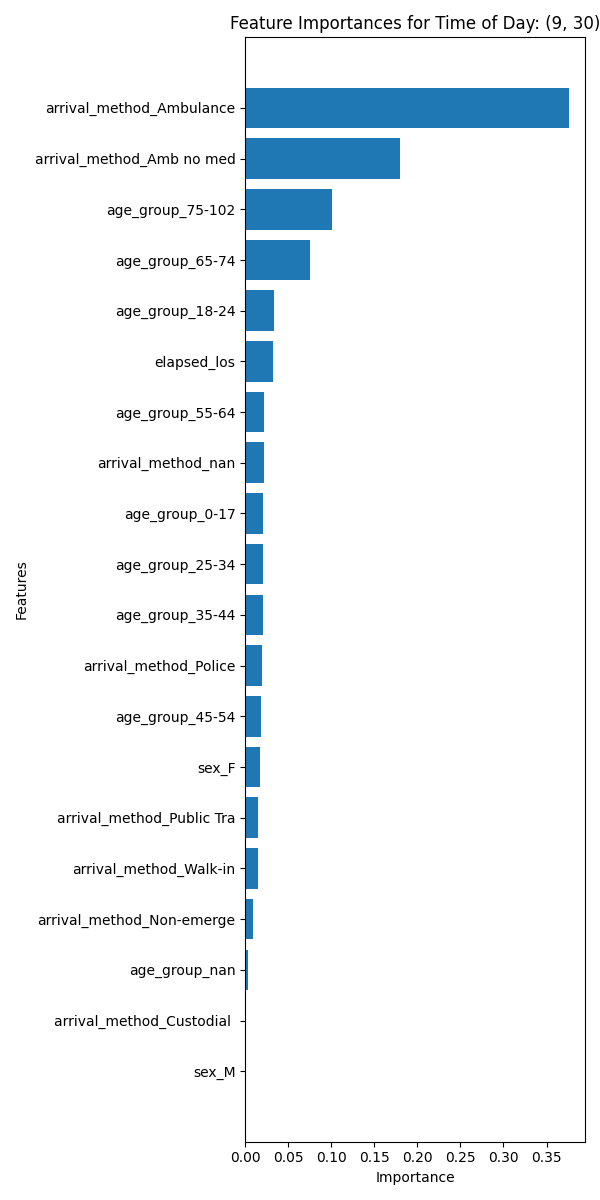 Feature Importances for Time of Day: (9, 30)
arrival_method_Ambulance
arrival_method_Amb no med
age_group_75-102
age_group_65-74
age_group_18-24
elapsed_los
age_group_55-64
arrival_method_nan
age_group_0-17
age_group_25-34
age_group_35-44
arrival_method_Police
age_group_45-54
sex_F
arrival_method_Public Tra
arrival_method_Walk-in
arrival_method_Non-emerge
age_group_nan
arrival_method_Custodial
sex_M
Features
0.00 0.05 0.10 0.15 0.20 0.25 0.30 0.35
Importance